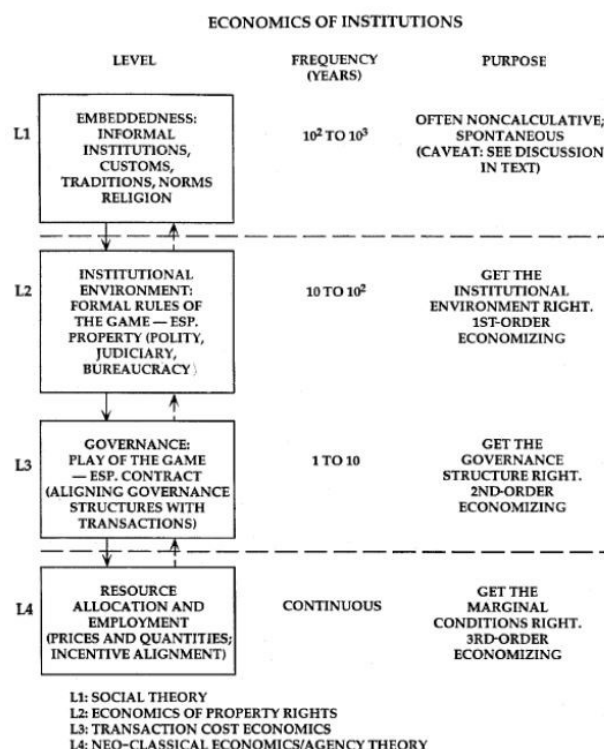 ECONOMICS OF INSTITUTIONS
LEVEL
FREQUENCY
(YEARS)
PURPOSE
L1
EMBEDDEDNESS:
INFORMAL
INSTITUTIONS,
CUSTOMS,
TRADITIONS, NORMS
RELIGION
10² TO 10³
OFTEN NONCALCULATIVE;
SPONTANEOUS
(CAVEAT: SEE DISCUSSION
IN TEXT)
L2
INSTITUTIONAL
ENVIRONMENT:
FORMAL RULES OF
THE GAME — ESP.
PROPERTY (POLITY,
JUDICIARY,
BUREAUCRACY)
10 TO 10²
GET THE
INSTITUTIONAL
ENVIRONMENT RIGHT.
1ST-ORDER
ECONOMIZING
L3
GOVERNANCE:
PLAY OF THE GAME
— ESP. CONTRACT
(ALIGNING GOVERNANCE
STRUCTURES WITH
TRANSACTIONS)
1 TO 10
GET THE
GOVERNANCE
STRUCTURE RIGHT.
2ND-ORDER
ECONOMIZING
L4
RESOURCE
ALLOCATION AND
EMPLOYMENT
(PRICES AND QUANTITIES;
INCENTIVE ALIGNMENT)
CONTINUOUS
GET THE
MARGINAL
CONDITIONS RIGHT.
3RD-ORDER
ECONOMIZING
L1: SOCIAL THEORY
L2: ECONOMICS OF PROPERTY RIGHTS
L3: TRANSACTION COST ECONOMICS
L4: NEO-CLASSICAL ECONOMICS/AGENCY THEORY